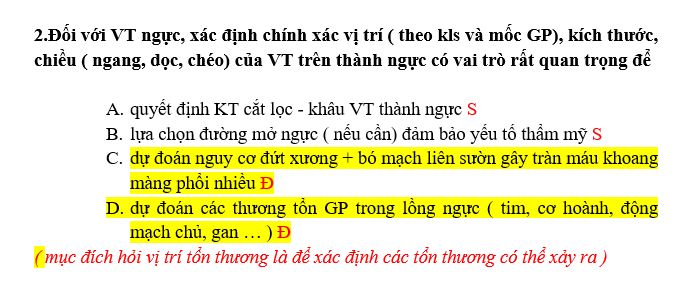 2.Đối với VT ngực, xác định chính xác vị trí ( theo kls và mốc GP), kích thước,
chiều ( ngang, dọc, chéo) của VT trên thành ngực có vai trò rất quan trọng để
A. quyết định KT cắt lọc - khâu VT thành ngực S
B. lựa chọn đường mở ngực ( nếu cần) đảm bảo yếu tố thẩm mỹ S
C. dự đoán nguy cơ đứt xương + bó mạch liên sườn gây tràn máu khoang
màng phổi nhiều Đ
D. dự đoán các thương tổn GP trong lồng ngực ( tim, cơ hoành, động
mạch chủ, gan … ) Đ
( mục đích hỏi vị trí tổn thương là để xác định các tổn thương có thể xảy ra )